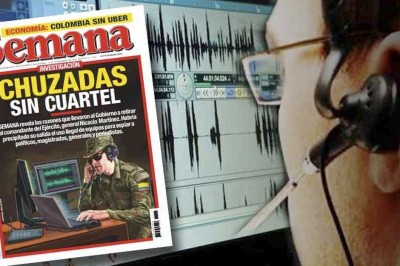 ECONOMÍA: COLOMBIA SIN UBER
Semana
INVESTIGACIÓN
CHUZADAS
SIN CUARTEL
SEMANA revela las razones que llevaron al Gobierno a retirar
al comandante del Ejército, general Nicacio Martínez. Habría
precipitado su salida el uso ilegal de equipos para espiar a
políticos, magistrados, generales y periodistas.